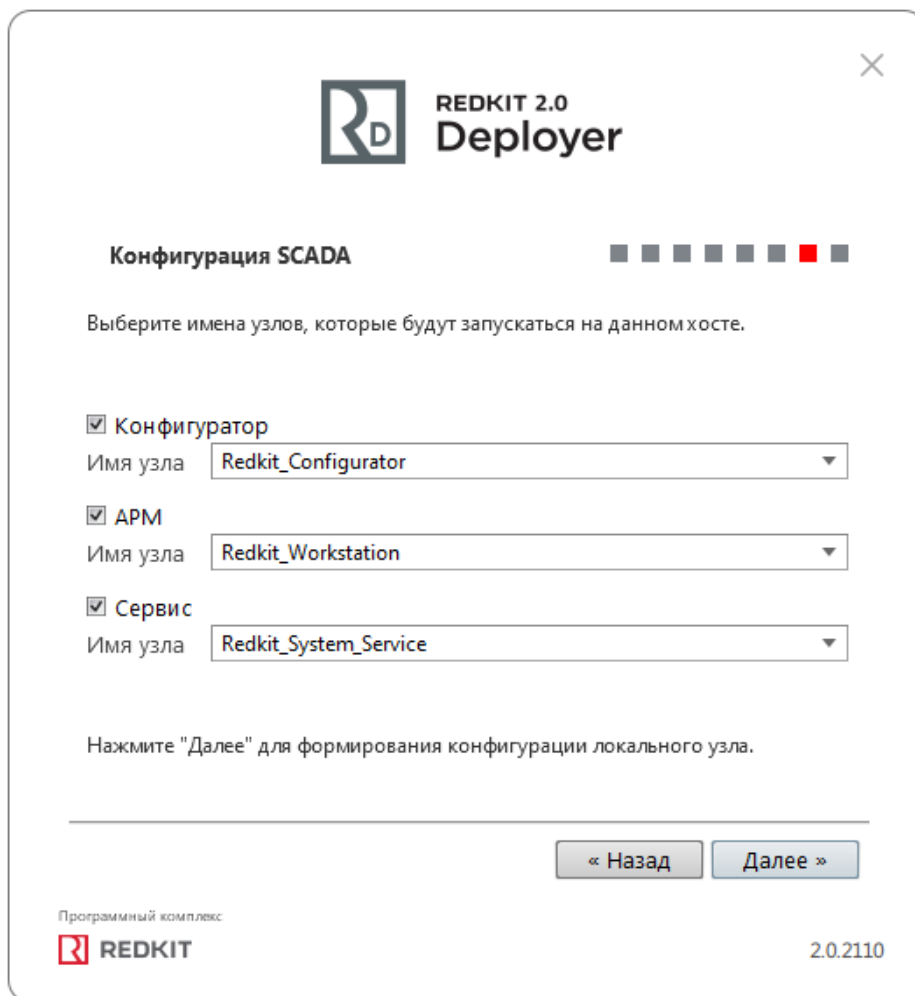 REDKIT 2.0
RD
Deployer
Конфигурация SCADA
Выберите имена узлов, которые будут запускаться на данном хосте.
Конфигуратор
Имя узла Redkit_Configurator
АРМ
Имя узла Redkit_Workstation
Сервис
Имя узла Redkit_System_Service
Нажмите "Далее" для формирования конфигурации локального узла.
« Назад Далее »
Программный комплекс
REDKIT 2.0.2110